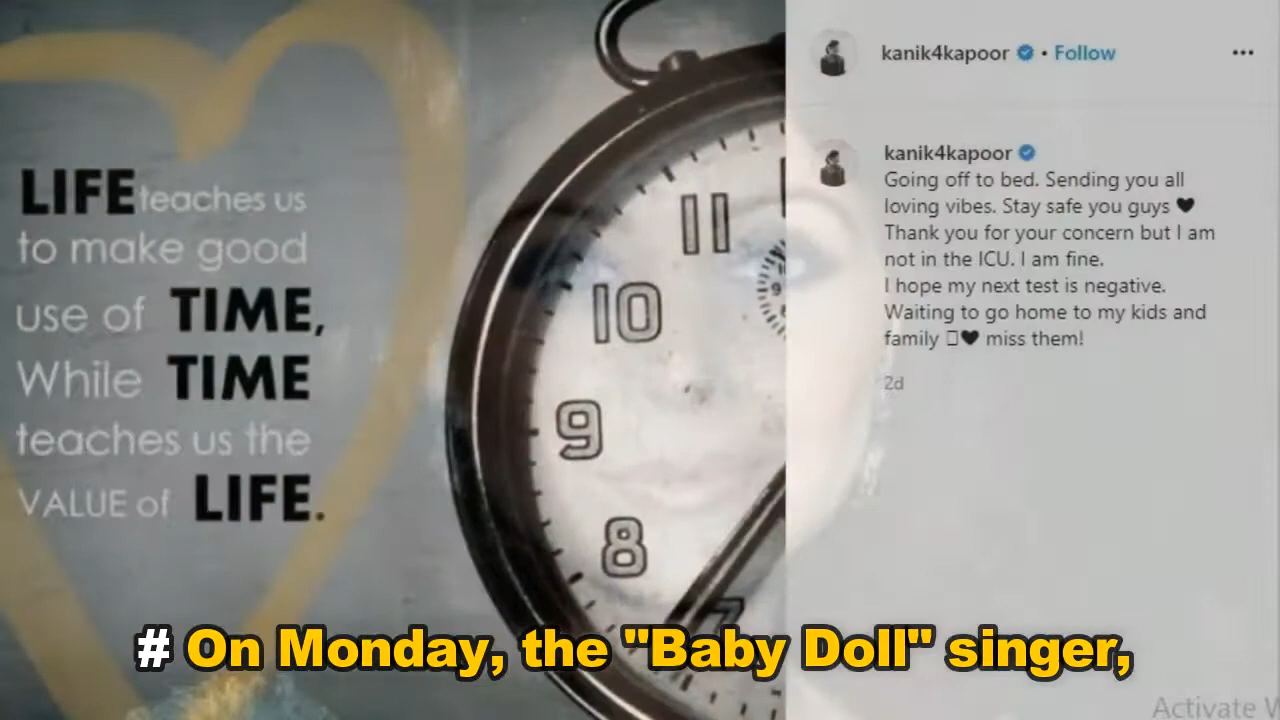 LIFE teaches us
to make good
use of TIME,
While TIME
teaches us the
VALUE of LIFE.
11
10
9
8
7
9
kanik4kapoor • Follow
kanik4kapoor
Going off to bed. Sending you all
loving vibes. Stay safe you guys ♥
Thank you for your concern but I am
not in the ICU. I am fine.
I hope my next test is negative.
Waiting to go home to my kids and
family ▯♥ miss them!
2d
# On Monday, the "Baby Doll" singer,
Activate